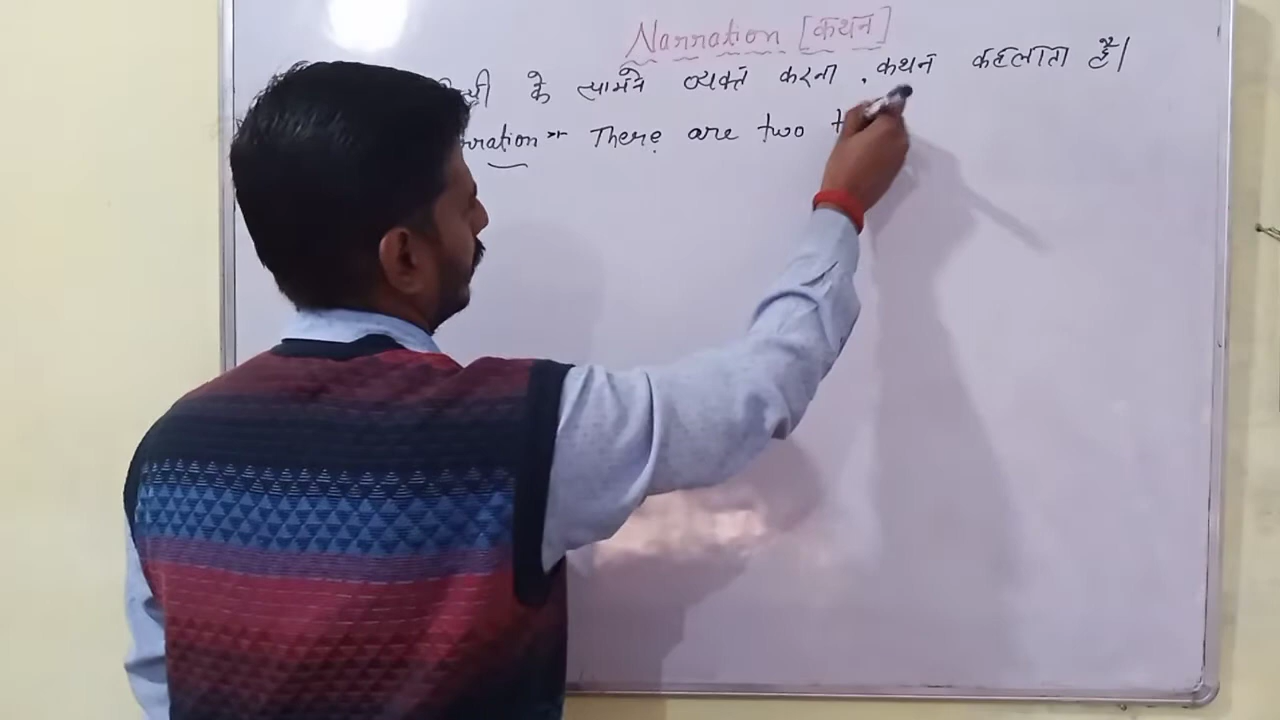 Narration [कथन]
के सामने व्यक्त करना, कथन कहलाता है।
There are two